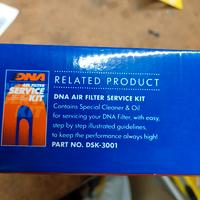 RELATED PRODUCT
DNA
AIR FILTER
SERVICE
KIT
DNA AIR FILTER SERVICE KIT
Contains Special Cleaner & Oil
for servicing your DNA Filter, with easy,
step by step illustrated guidelines,
to keep the performance always high!
PART NO. DSK-3001